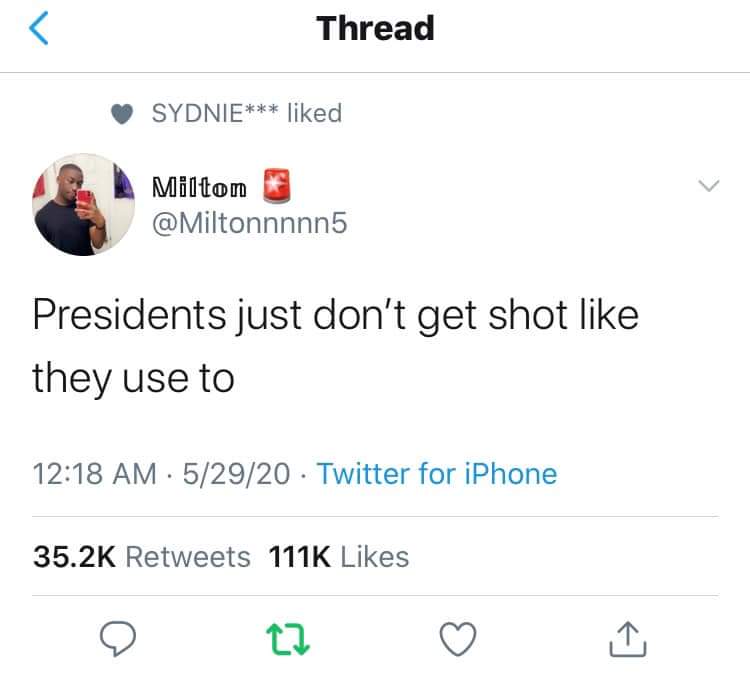 Thread
SYDNIE*** liked
Milton 🚨
@Miltonnnnn5
Presidents just don't get shot like
they use to
12:18 AM · 5/29/20 · Twitter for iPhone
35.2K Retweets 111K Likes